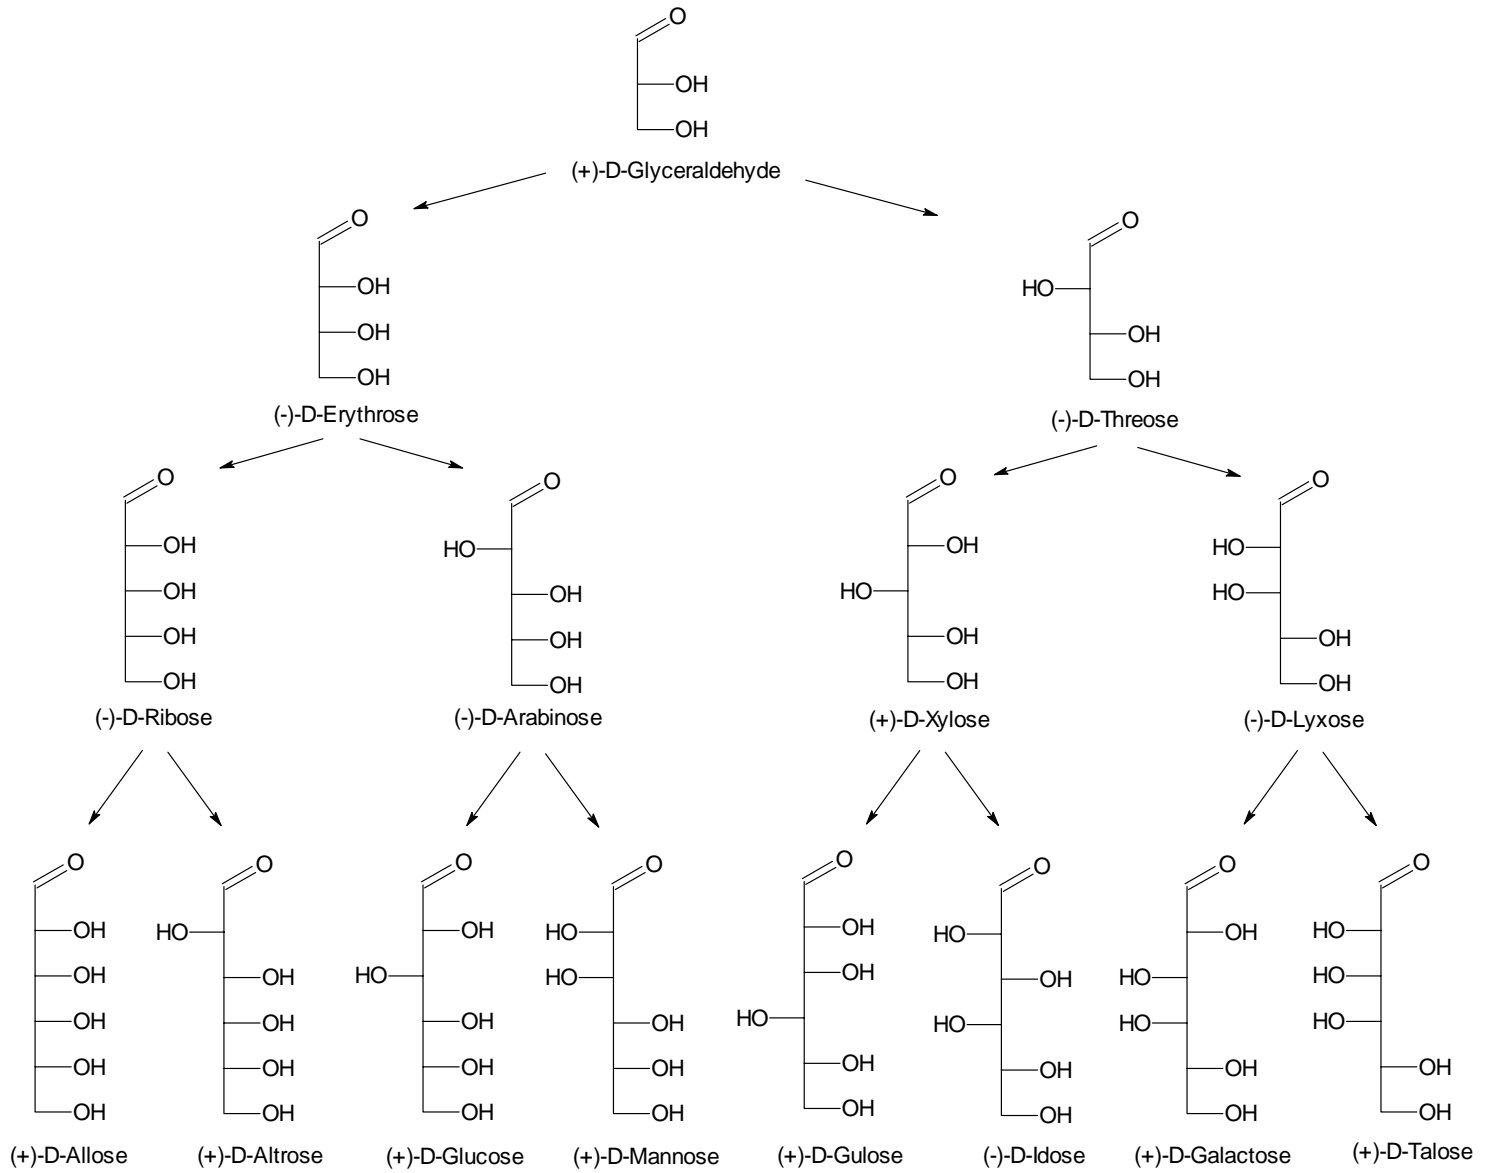 O
OH
OH
(+)-D-Glyceraldehyde
O
OH
OH
OH
(-)-D-Erythrose
O
HO
OH
OH
(-)-D-Threose
O
OH
OH
OH
OH
(-)-D-Ribose
O
HO
OH
OH
OH
(-)-D-Arabinose
O
OH
HO
OH
OH
(+)-D-Xylose
O
HO
HO
OH
OH
(-)-D-Lyxose
O
OH
OH
OH
OH
OH
(+)-D-Allose
O
HO
OH
OH
OH
OH
(+)-D-Altrose
O
OH
HO
OH
OH
OH
(+)-D-Glucose
O
HO
HO
OH
OH
OH
(+)-D-Mannose
O
OH
OH
HO
OH
OH
(+)-D-Gulose
O
HO
OH
HO
OH
OH
(-)-D-Idose
O
OH
HO
HO
OH
OH
(+)-D-Galactose
O
HO
HO
HO
OH
OH
(+)-D-Talose